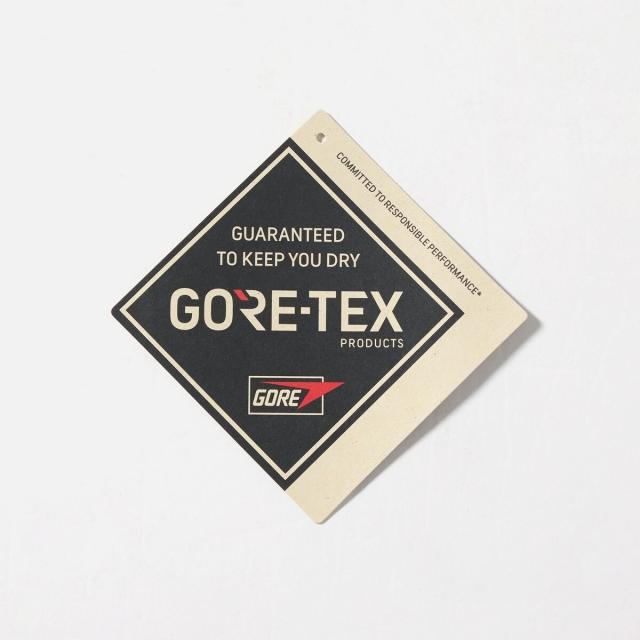 COMMITTED TO RESPONSIBLE PERFORMANCE*
GUARANTEED
TO KEEP YOU DRY
GORE-TEX
PRODUCTS
GORE